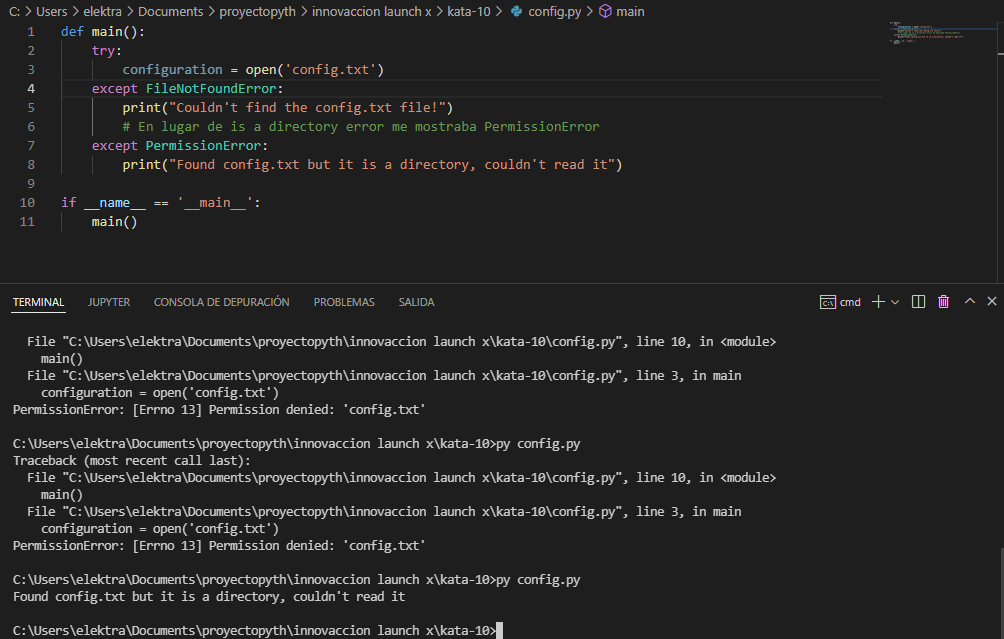 C: > Users > elektra > Documents > proyectopyth > innovaccion launch x > kata-10 > config.py > main
1 def main():
2     try:
3         configuration = open('config.txt')
4     except FileNotFoundError:
5         print("Couldn't find the config.txt file!")
6         # En lugar de is a directory error me mostraba PermissionError
7     except PermissionError:
8         print("Found config.txt but it is a directory, couldn't read it")
9
10 if __name__ == '__main__':
11     main()
TERMINAL JUPYTER CONSOLA DE DEPURACIÓN PROBLEMAS SALIDA cmd
  File "C:\Users\elektra\Documents\proyectopyth\innovaccion launch x\kata-10\config.py", line 10, in <module>
    main()
  File "C:\Users\elektra\Documents\proyectopyth\innovaccion launch x\kata-10\config.py", line 3, in main
    configuration = open('config.txt')
PermissionError: [Errno 13] Permission denied: 'config.txt'
C:\Users\elektra\Documents\proyectopyth\innovaccion launch x\kata-10>py config.py
Traceback (most recent call last):
  File "C:\Users\elektra\Documents\proyectopyth\innovaccion launch x\kata-10\config.py", line 10, in <module>
    main()
  File "C:\Users\elektra\Documents\proyectopyth\innovaccion launch x\kata-10\config.py", line 3, in main
    configuration = open('config.txt')
PermissionError: [Errno 13] Permission denied: 'config.txt'
C:\Users\elektra\Documents\proyectopyth\innovaccion launch x\kata-10>py config.py
Found config.txt but it is a directory, couldn't read it
C:\Users\elektra\Documents\proyectopyth\innovaccion launch x\kata-10>